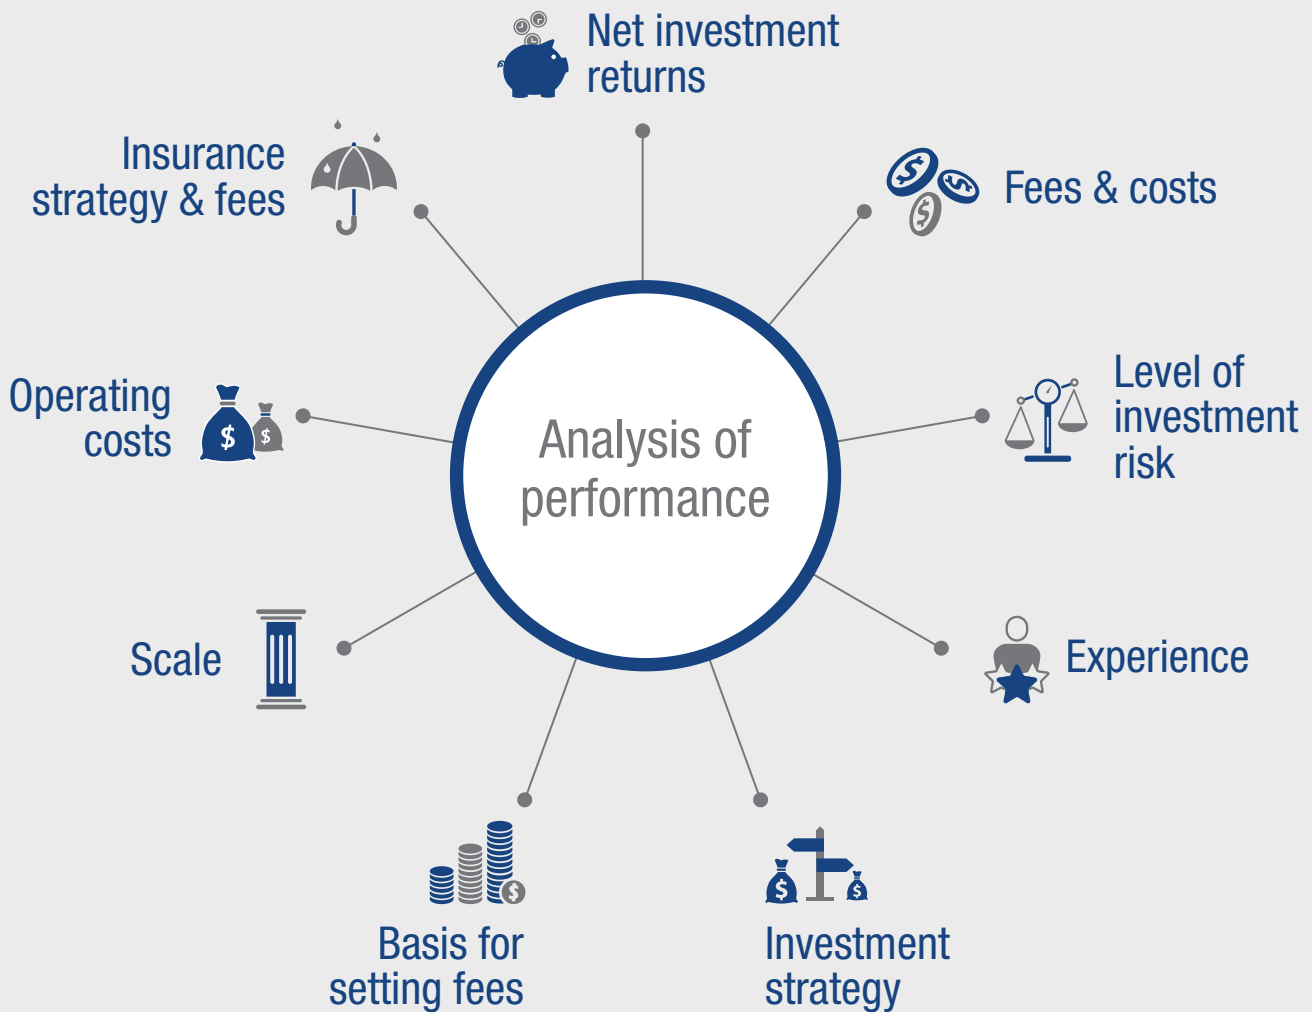 Net investment
returns
Fees & costs
Level of
investment
risk
Experience
Investment
strategy
Basis for
setting fees
Scale
Operating
costs
Insurance
strategy & fees
Analysis of
performance
$
$
$
$
$
$
$
$